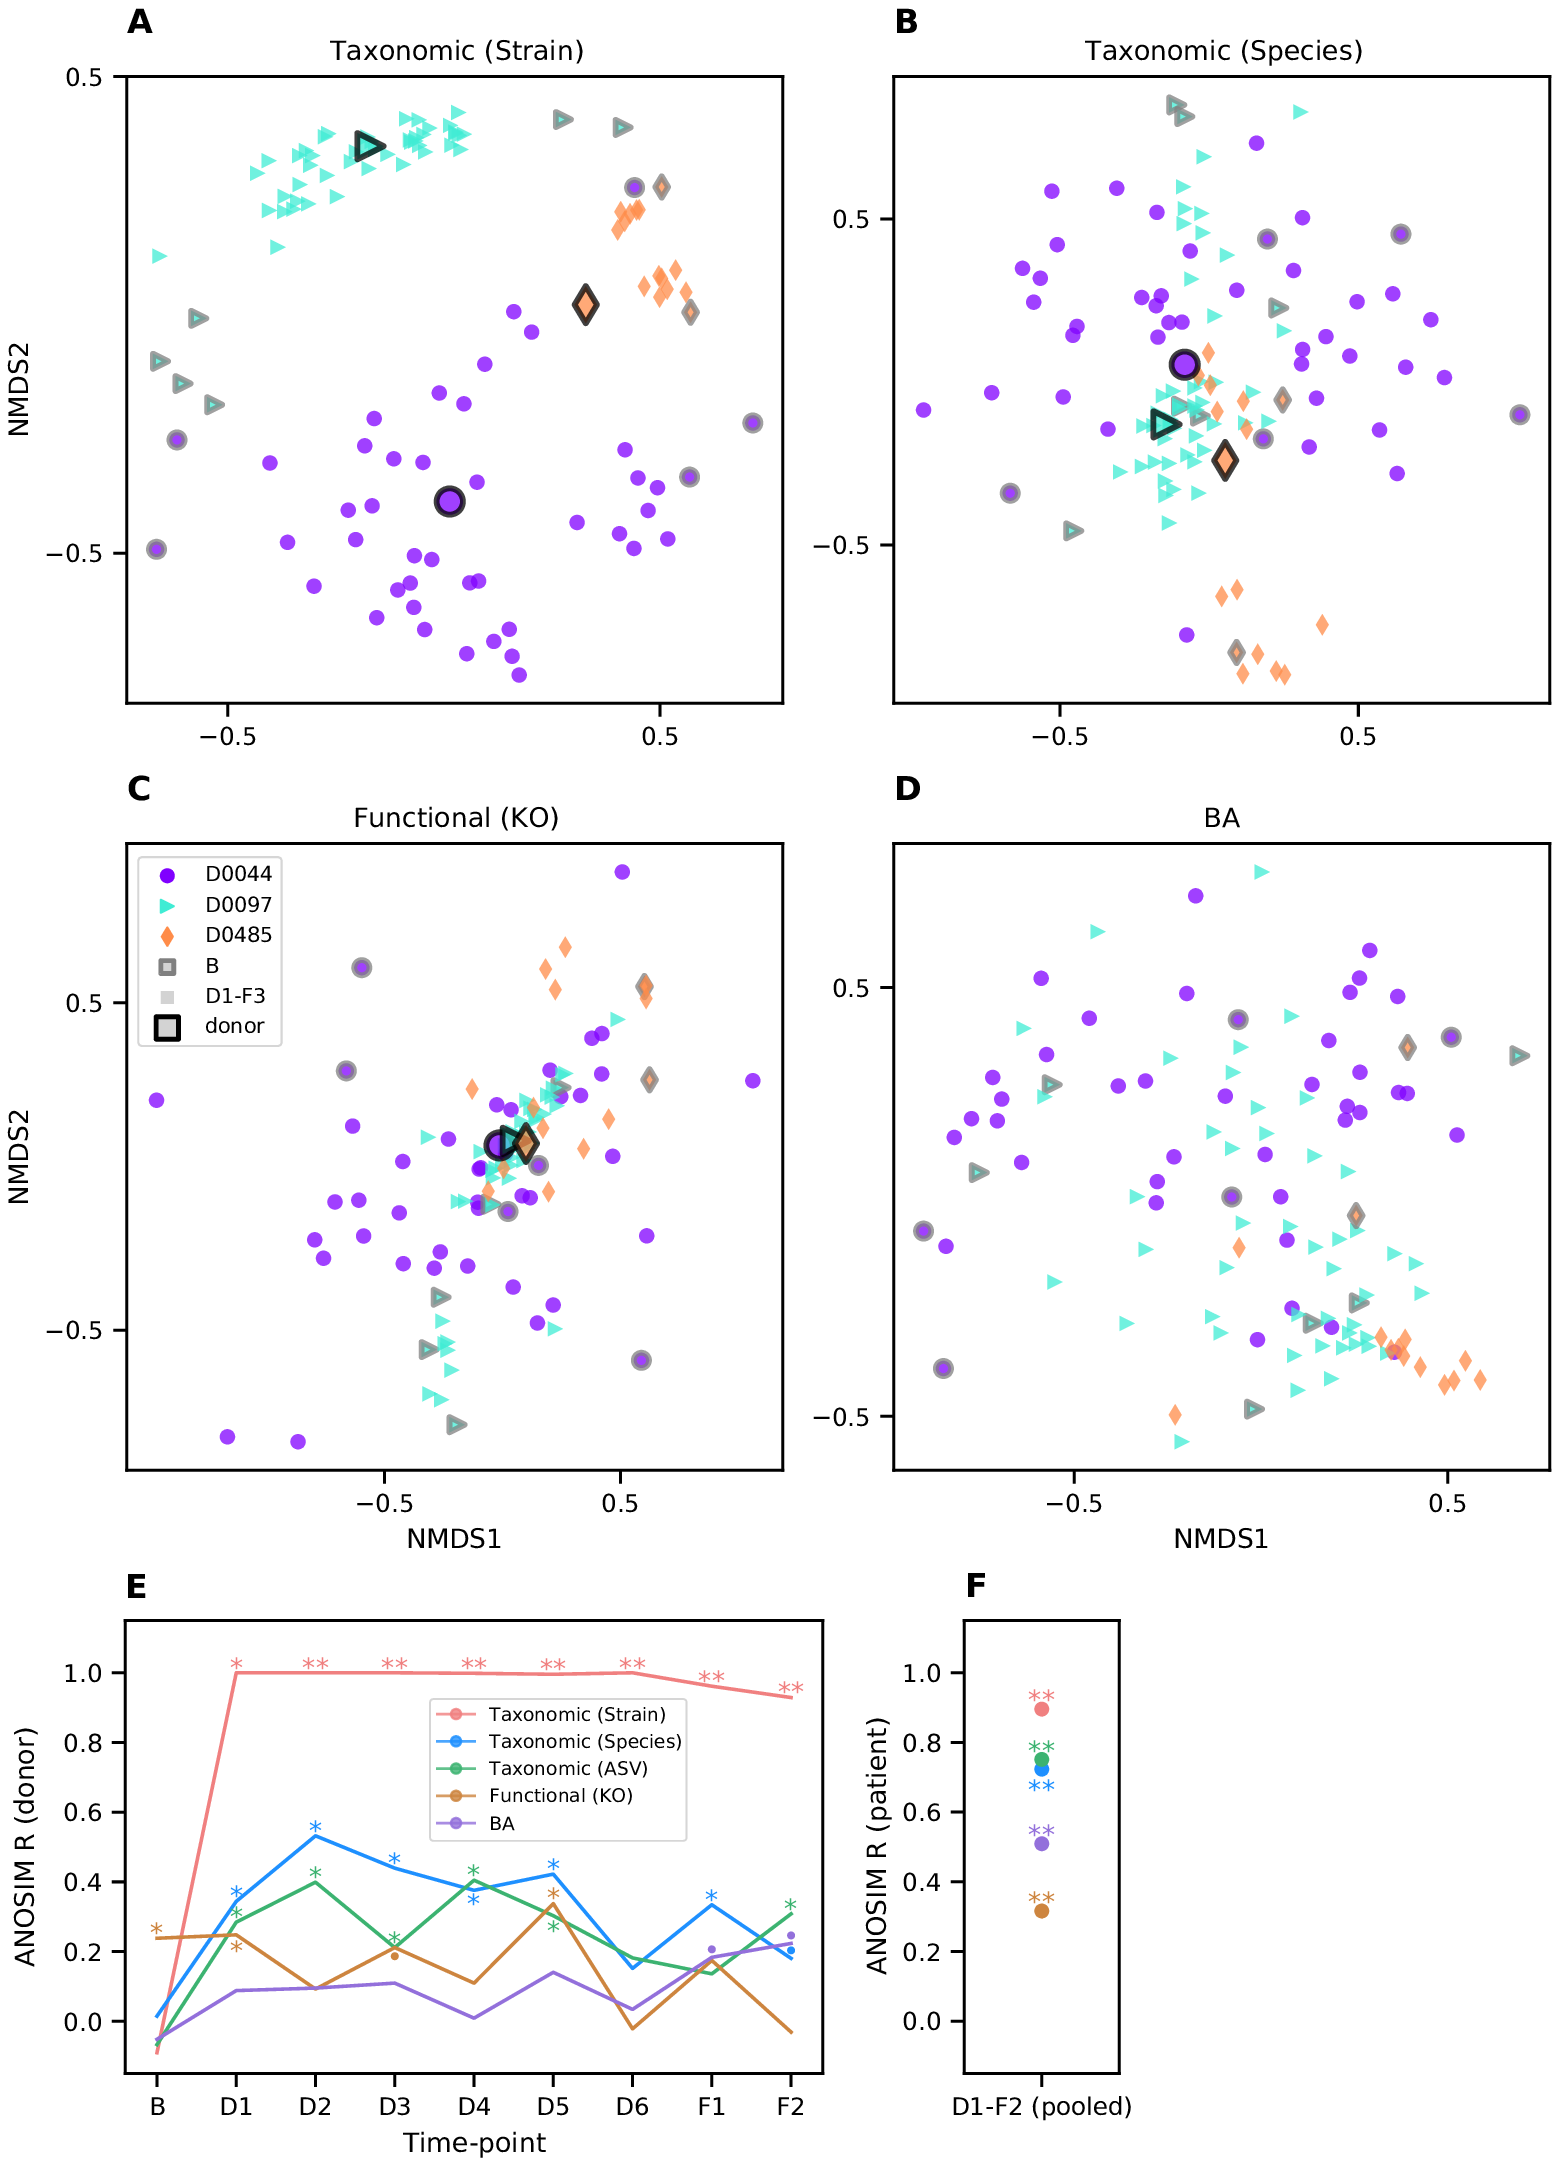 A
Taxonomic (Strain)
0.5
−0.5
NMDS2
−0.5
0.5
B
Taxonomic (Species)
0.5
−0.5
−0.5
0.5
C
Functional (KO)
D0044
D0097
D0485
B
D1-F3
donor
0.5
−0.5
NMDS2
−0.5
0.5
NMDS1
D
BA
0.5
−0.5
−0.5
0.5
NMDS1
E
1.0
0.8
0.6
0.4
0.2
0.0
ANOSIM R (donor)
* ** ** ** ** ** ** **
Taxonomic (Strain)
Taxonomic (Species)
Taxonomic (ASV)
Functional (KO)
BA
B D1 D2 D3 D4 D5 D6 F1 F2
Time-point
F
1.0
0.8
0.6
0.4
0.2
0.0
ANOSIM R (patient)
**
**
**
**
**
D1-F2 (pooled)